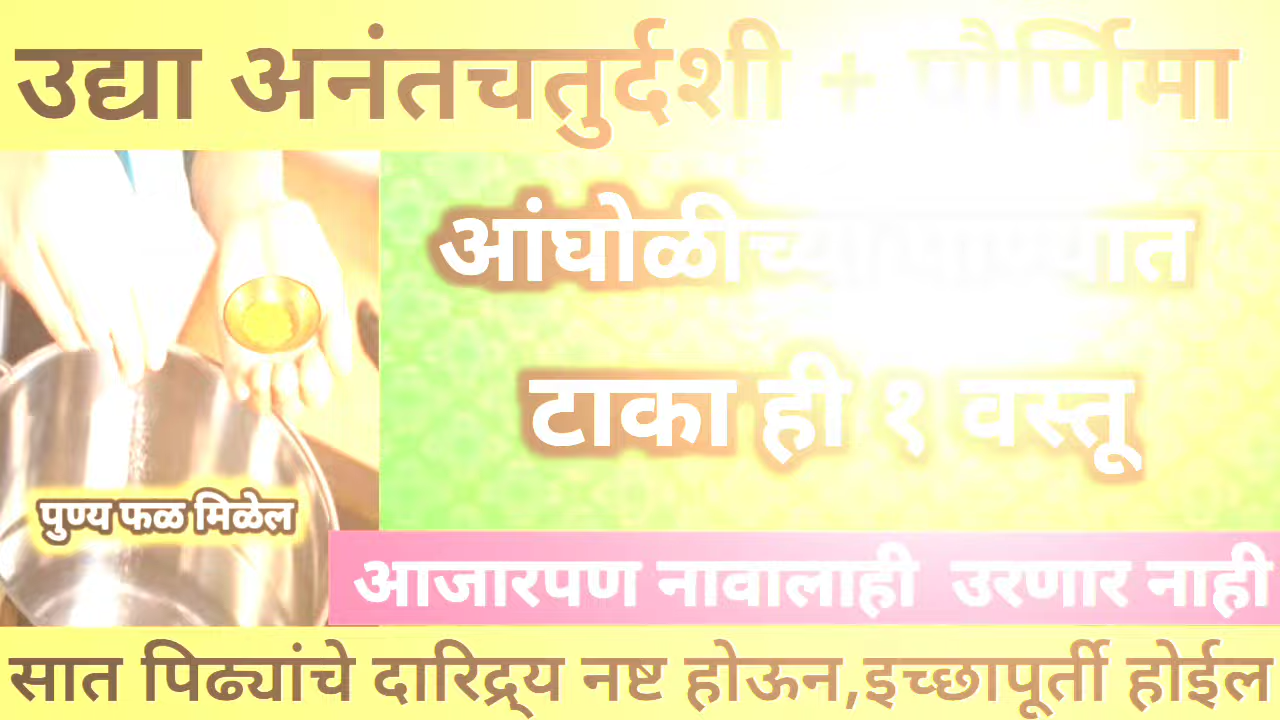 उद्या अनंतचतुर्दशी + पौर्णिमा
आंघोळीच्या पाण्यात
टाका ही १ वस्तू
पुण्य फळ मिळेल
आजारपण नावालाही उरणार नाही
सात पिढ्यांचे दारिद्र्य नष्ट होऊन,इच्छापूर्ती होईल